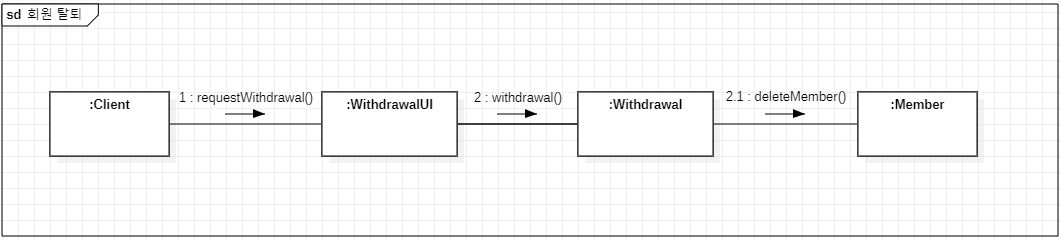 sd 회원 탈퇴
:Client
1 : requestWithdrawal()
:WithdrawalUI
2 : withdrawal()
:Withdrawal
2.1 : deleteMember()
:Member